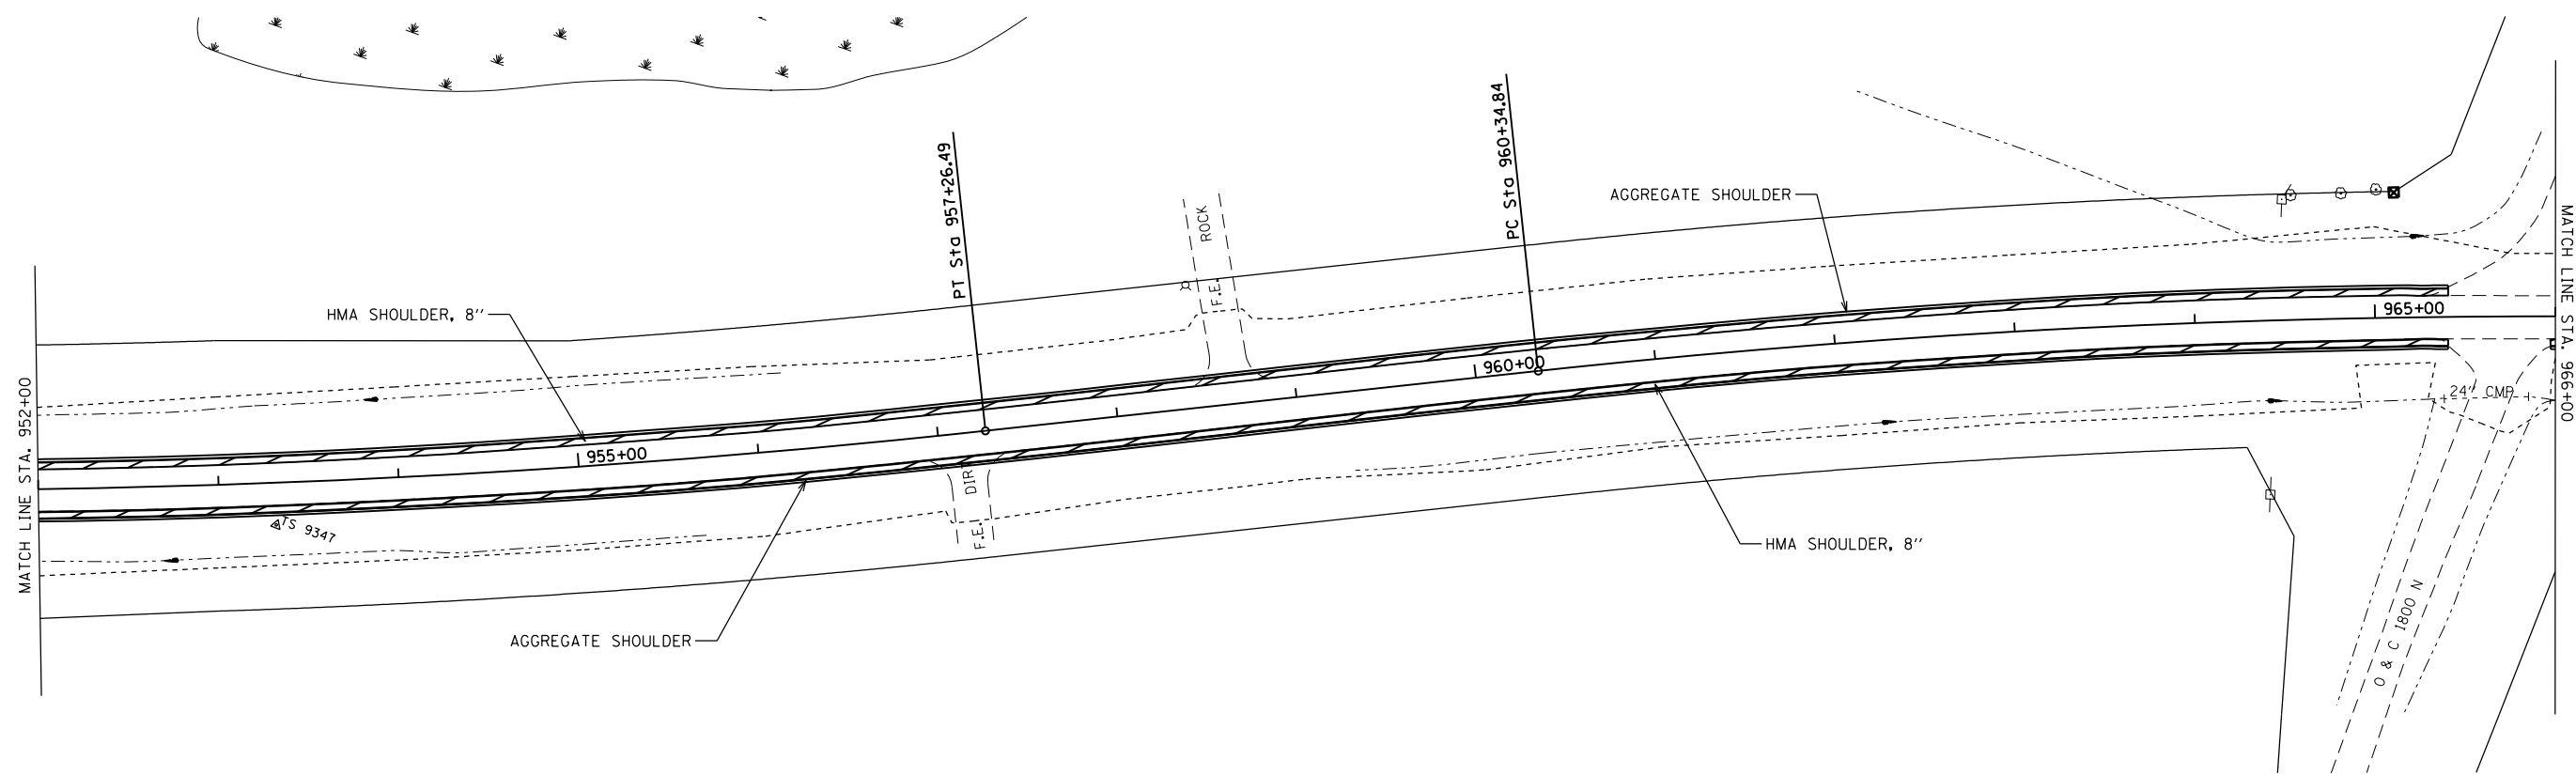 PT Sta 957+26.49
PC Sta 960+34.84
ROCK
F.E.
AGGREGATE SHOULDER
HMA SHOULDER, 8''
965+00
960+00
955+00
MATCH LINE STA. 952+00
MATCH LINE STA. 966+00
24'' CMP
TS 9347
DIRT
F.E.
HMA SHOULDER, 8''
AGGREGATE SHOULDER
O & C 1800 N